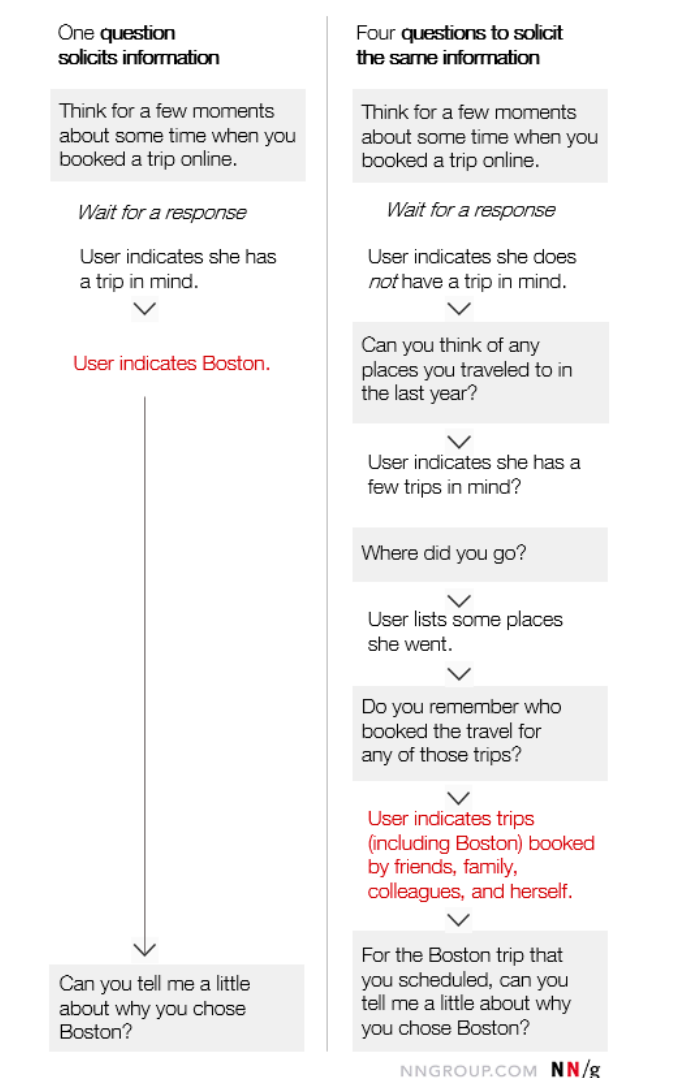 One question
solicits information
Think for a few moments
about some time when you
booked a trip online.
Wait for a response
User indicates she has
a trip in mind.
User indicates Boston.
Can you tell me a little
about why you chose
Boston?
Four questions to solicit
the same information
Think for a few moments
about some time when you
booked a trip online.
Wait for a response
User indicates she does
not have a trip in mind.
Can you think of any
places you traveled to in
the last year?
User indicates she has a
few trips in mind?
Where did you go?
User lists some places
she went.
Do you remember who
booked the travel for
any of those trips?
User indicates trips
(including Boston) booked
by friends, family,
colleagues, and herself.
For the Boston trip that
you scheduled, can you
tell me a little about why
you chose Boston?
NNGROUP.COM NN/g